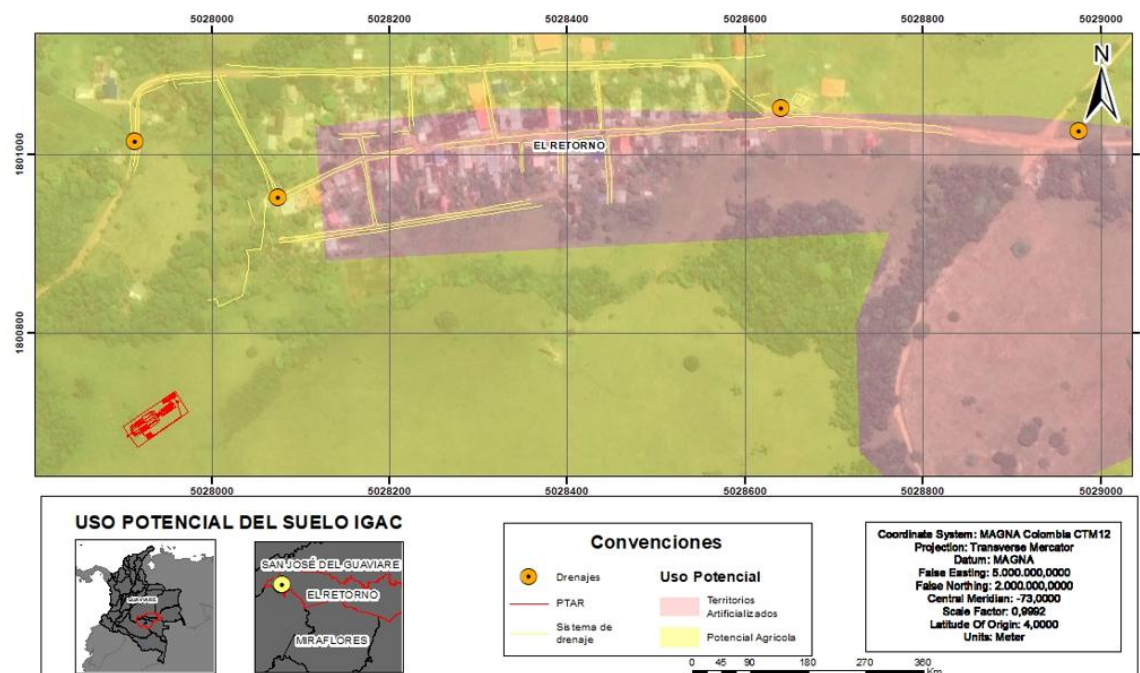 5028000 5028200 5028400 5028600 5028800 5029000
N
1801000
EL RETORNO
1800800
5028000 5028200 5028400 5028600 5028800 5029000
USO POTENCIAL DEL SUELO IGAC
GUAVIARE
SAN JOSÉ DEL GUAVIARE
EL RETORNO
MIRAFLORES
Convenciones
Drenajes
PTAR
Sistema de
drenaje
Uso Potencial
Territorios
Artificializados
Potencial Agrícola
0 45 90 180 270 360
Km
Coordinate System: MAGNA Colombia CTM12
Projection: Transverse Mercator
Datum: MAGNA
False Easting: 5.000.000,0000
False Northing: 2.000.000,0000
Central Meridian: -73,0000
Scale Factor: 0,9992
Latitude Of Origin: 4,0000
Units: Meter